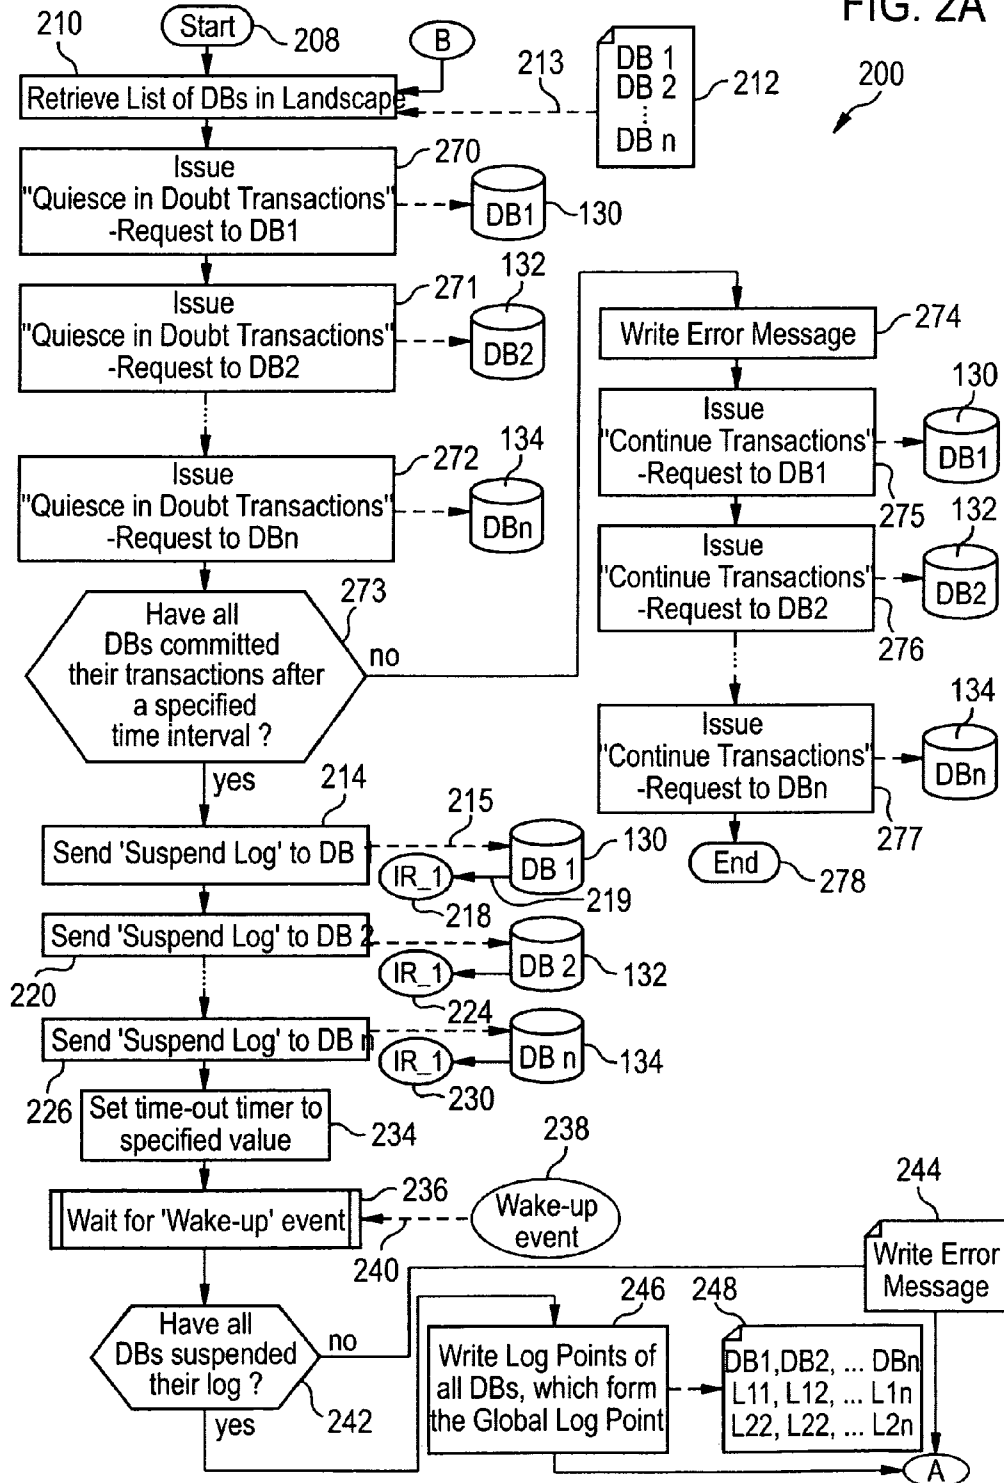 FIG. 2A
Start
208
210
B
Retrieve List of DBs in Landscape
213
DB 1
DB 2
⋮
DB n
212
200
270
Issue
"Quiesce in Doubt Transactions"
-Request to DB1
DB1
130
271
Issue
"Quiesce in Doubt Transactions"
-Request to DB2
132
DB2
272
Issue
"Quiesce in Doubt Transactions"
-Request to DBn
134
DBn
273
Have all
DBs committed
their transactions after
a specified
time interval ?
no
yes
Write Error Message
274
Issue
"Continue Transactions"
-Request to DB1
275
130
DB1
Issue
"Continue Transactions"
-Request to DB2
276
132
DB2
Issue
"Continue Transactions"
-Request to DBn
277
134
DBn
End
278
214
Send 'Suspend Log' to DB 1
215
DB 1
130
IR_1
218
219
Send 'Suspend Log' to DB 2
220
DB 2
132
IR_1
224
Send 'Suspend Log' to DB n
226
DB n
134
IR_1
230
Set time-out timer to
specified value
234
236
Wait for 'Wake-up' event
238
Wake-up
event
240
Have all
DBs suspended
their log ?
242
no
yes
244
Write Error
Message
246
Write Log Points of
all DBs, which form
the Global Log Point
248
DB1,DB2, ... DBn
L11, L12, ... L1n
L22, L22, ... L2n
A